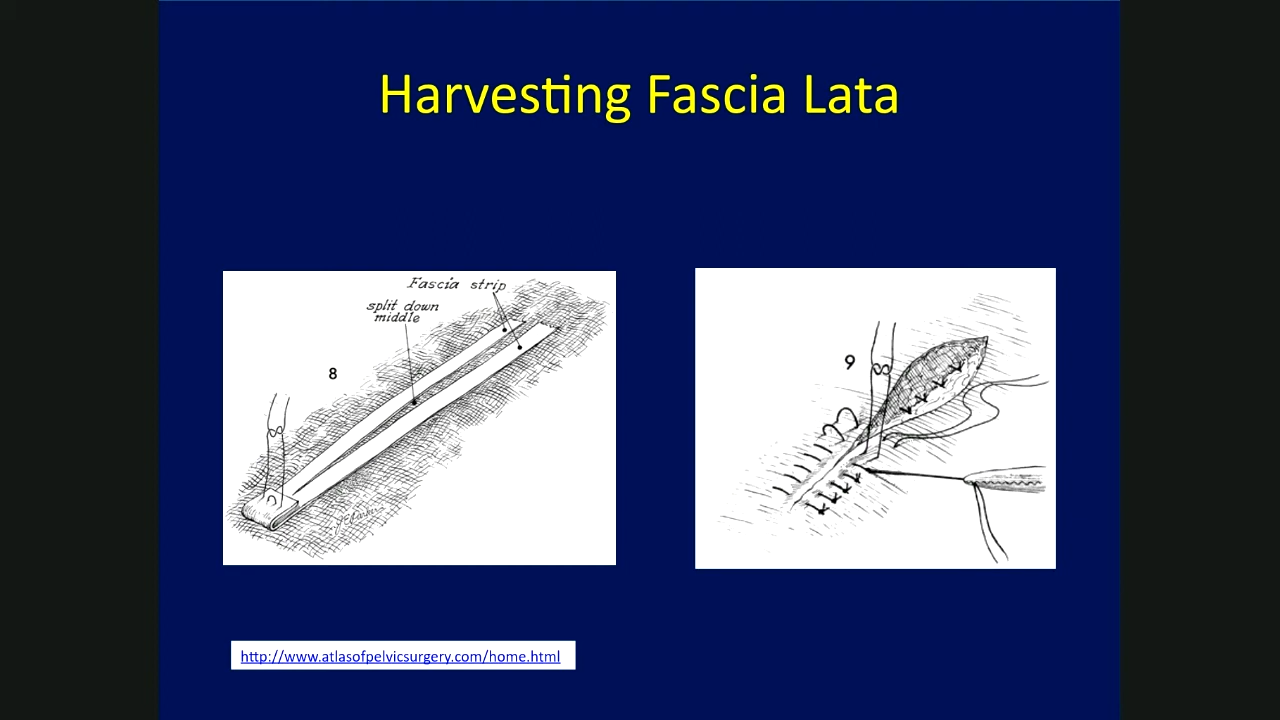 Harvesting Fascia Lata
Fascia strip
split down
middle
8
9
http://www.atlasofpelvicsurgery.com/home.html